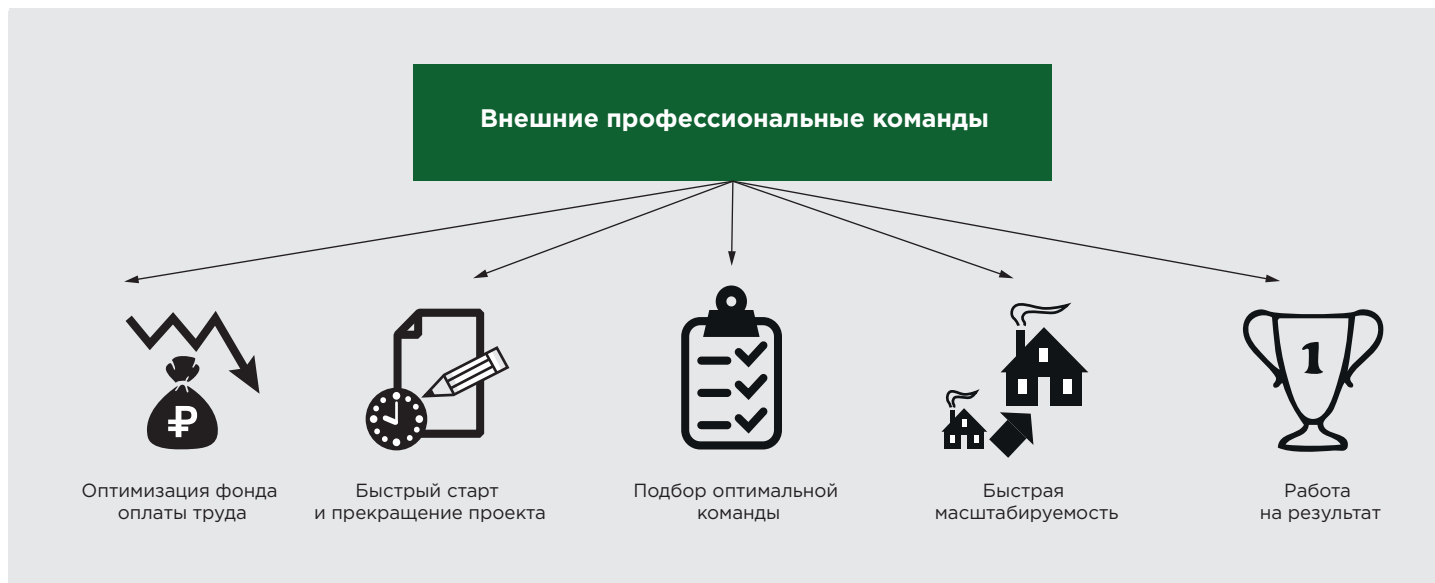 Внешние профессиональные команды
₽
1
Оптимизация фонда
оплаты труда
Быстрый старт
и прекращение проекта
Подбор оптимальной
команды
Быстрая
масштабируемость
Работа
на результат